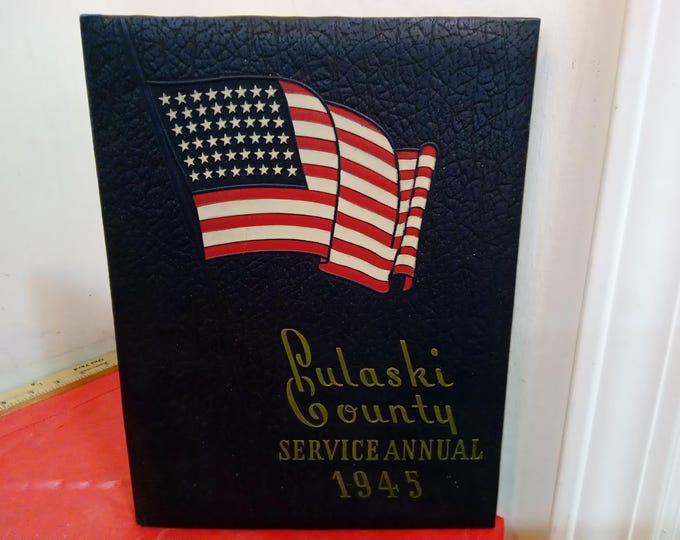 Pulaski
County
SERVICE ANNUAL
1945